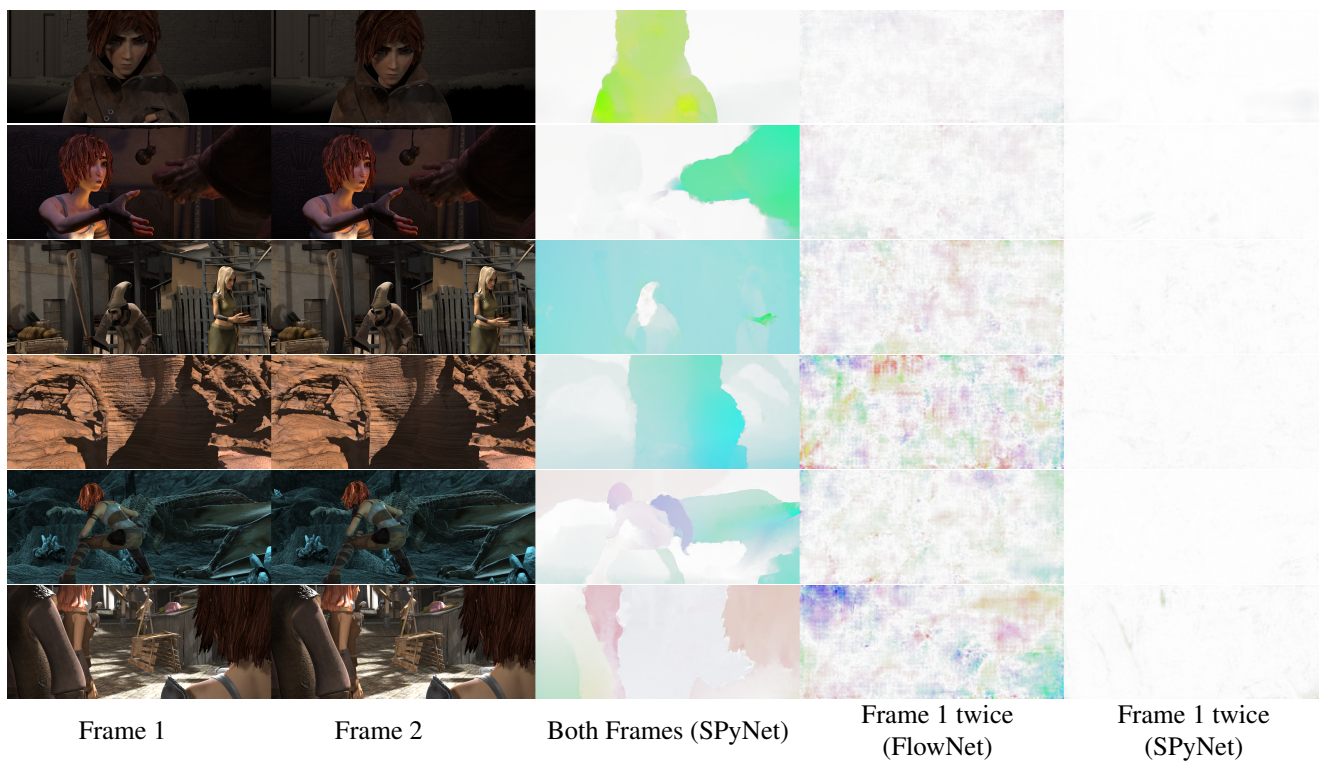 Frame 1
Frame 2
Both Frames (SPyNet)
Frame 1 twice
(FlowNet)
Frame 1 twice
(SPyNet)